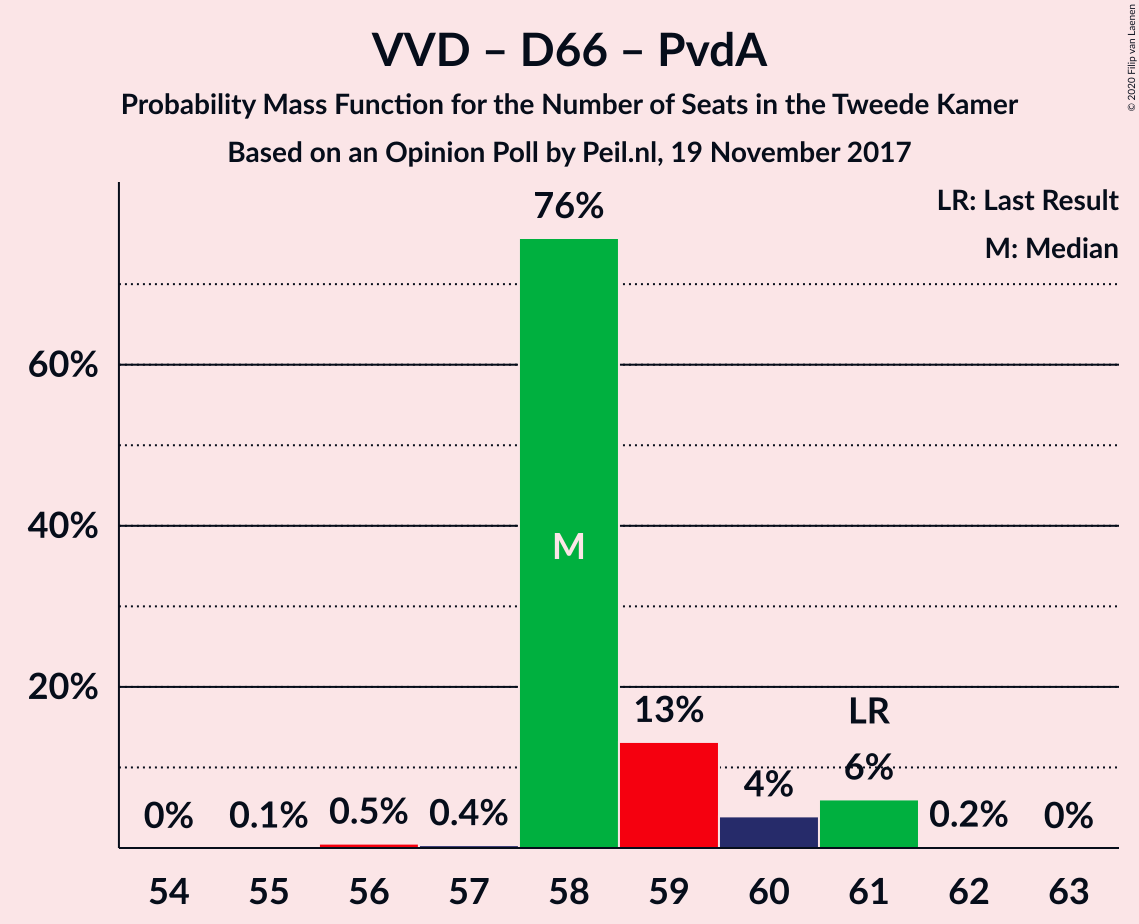 VVD – D66 – PvdA
Probability Mass Function for the Number of Seats in the Tweede Kamer
Based on an Opinion Poll by Peil.nl, 19 November 2017
© 2020 Filip van Laenen
LR: Last Result
M: Median
76%
60%
40%
M
20%
13%
LR
6%
4%
0%
0.1%
0.5%
0.4%
0.2%
0%
54 55 56 57 58 59 60 61 62 63